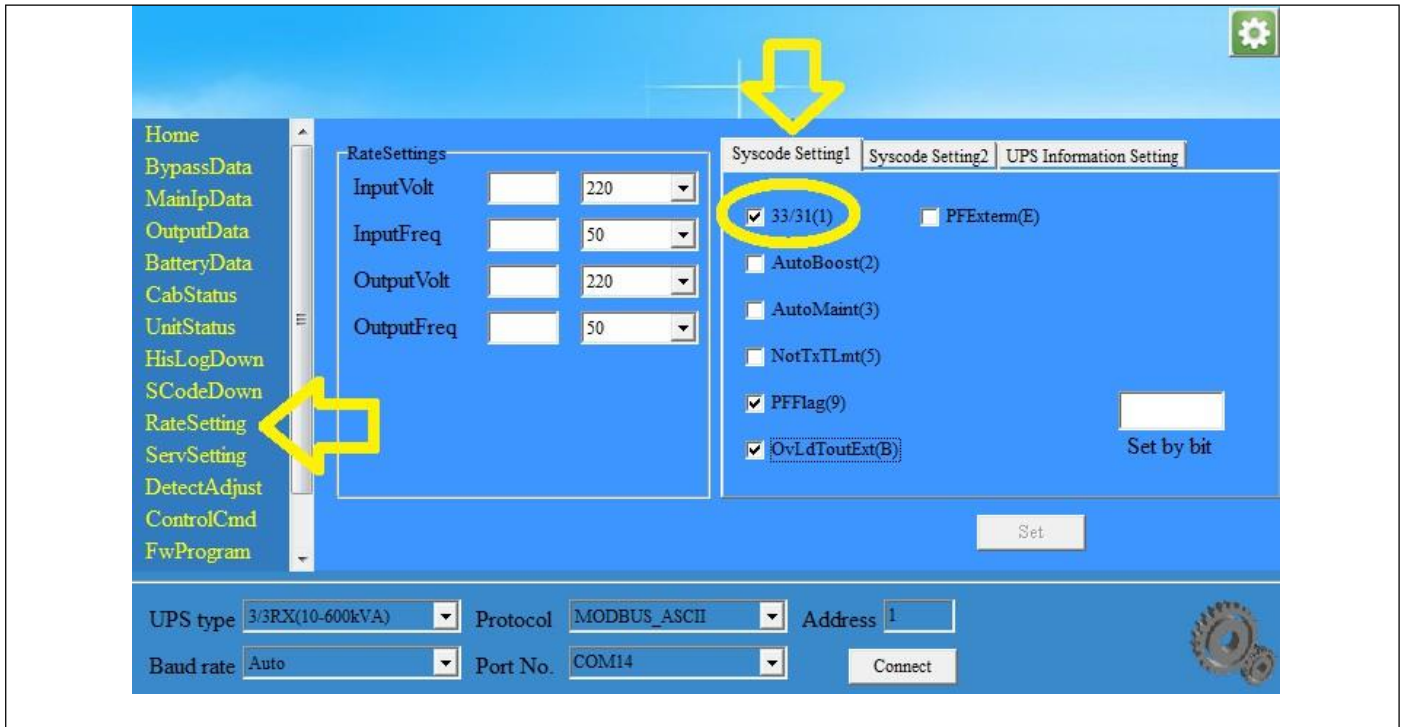 Home
BypassData
MainIpData
OutputData
BatteryData
CabStatus
UnitStatus
HisLogDown
SCodeDown
RateSetting
ServSetting
DetectAdjust
ControlCmd
FwProgram
RateSettings
InputVolt 220
InputFreq 50
OutputVolt 220
OutputFreq 50
Syscode Setting1 Syscode Setting2 UPS Information Setting
33/31(1) PFExterm(E)
AutoBoost(2)
AutoMaint(3)
NotTxTLmt(5)
PFFlag(9)
OvLdToutExt(B)
Set by bit
Set
UPS type 3/3RX(10-600kVA) Protocol MODBUS_ASCII Address 1
Baud rate Auto Port No. COM14 Connect